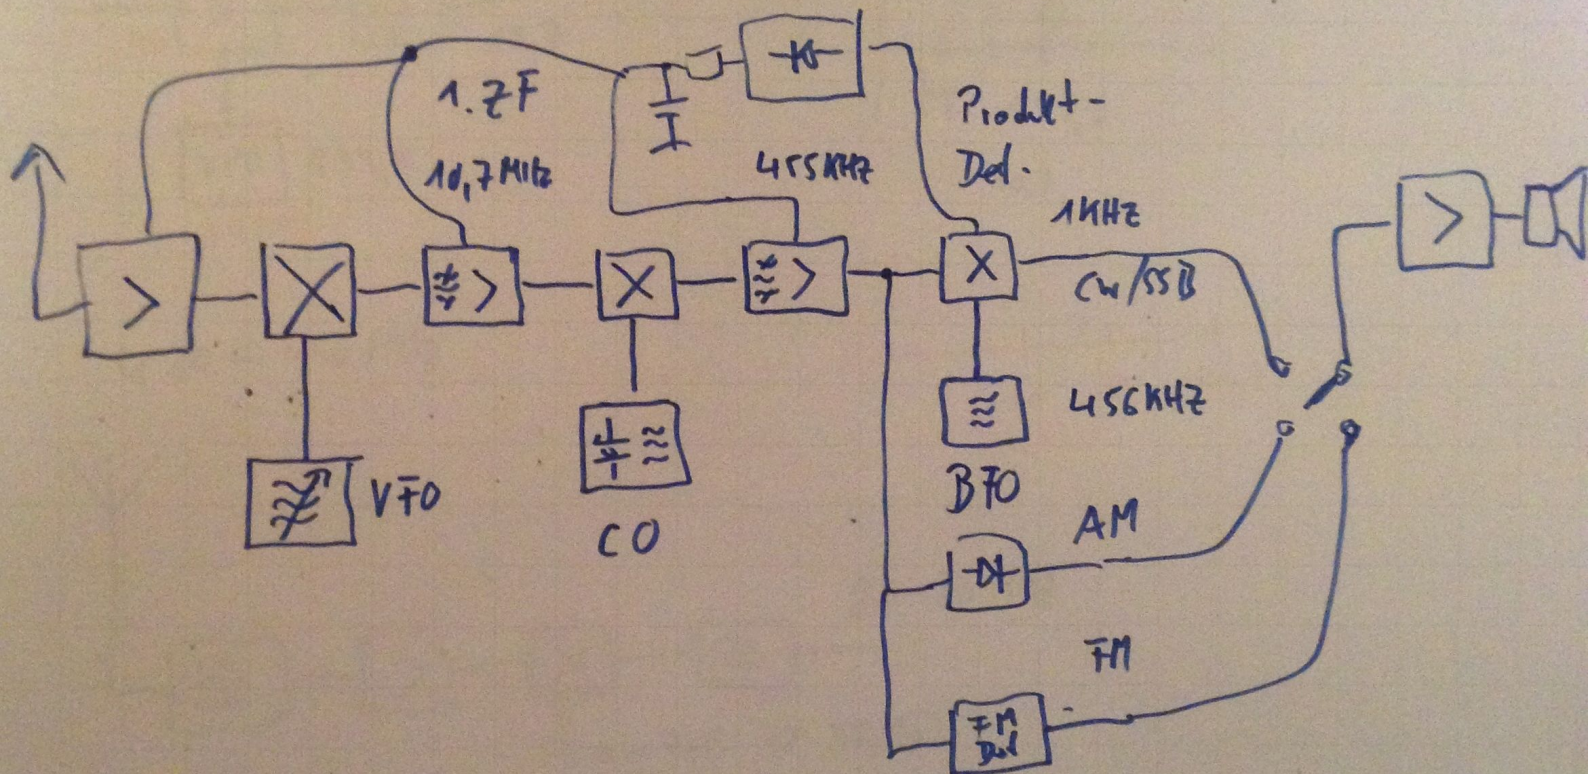 1. ZF
10,7 MHz
455 KHz
Produkt-
Det.
1 KHz
CW/SSB
456 KHz
VFO
CO
BFO
AM
FM
FM
Det